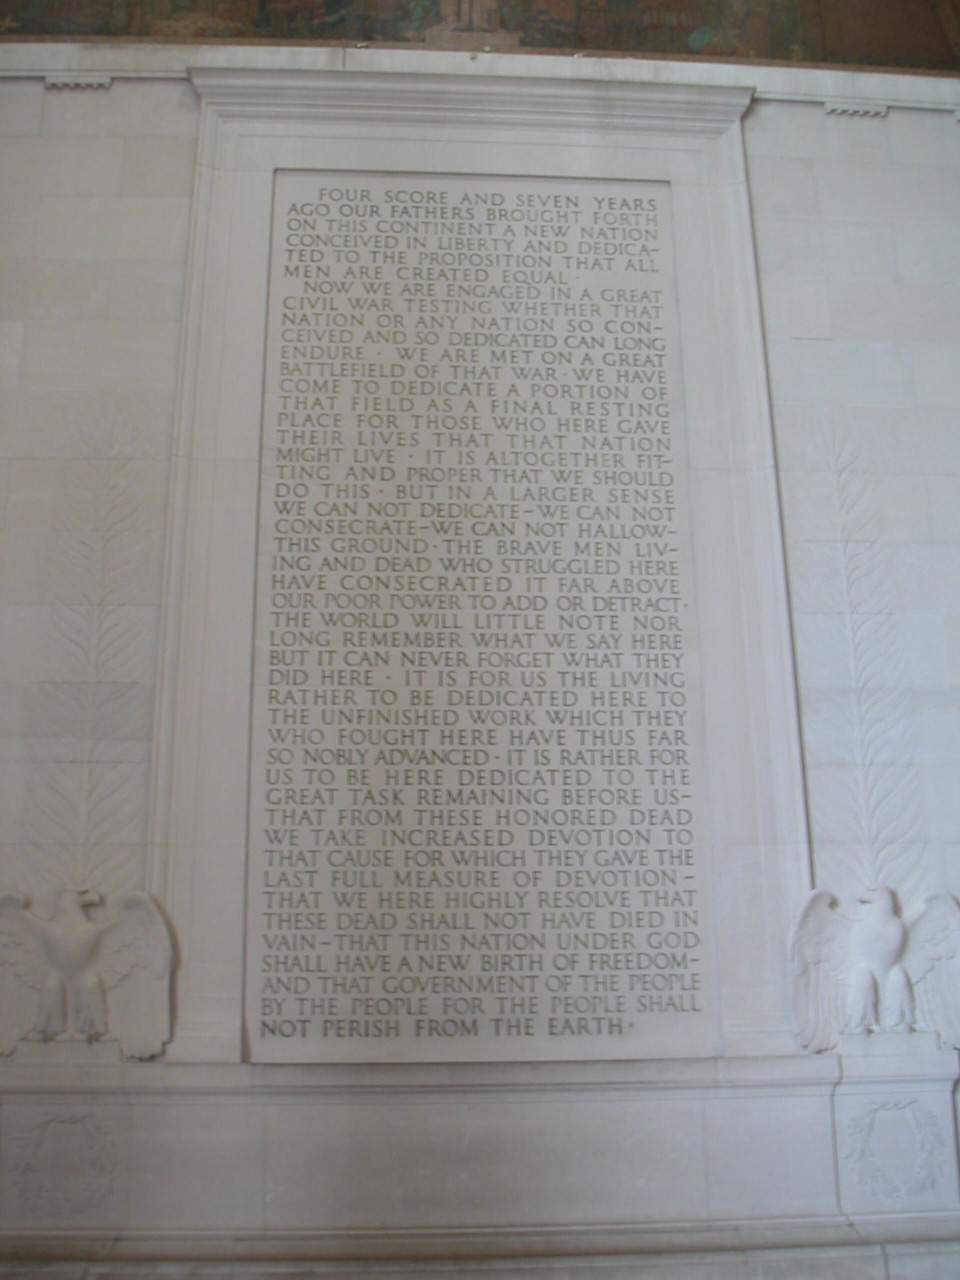 FOUR SCORE AND SEVEN YEARS
AGO OUR FATHERS BROUGHT FORTH
ON THIS CONTINENT A NEW NATION
CONCEIVED IN LIBERTY AND DEDICA-
TED TO THE PROPOSITION THAT ALL
MEN ARE CREATED EQUAL ·
NOW WE ARE ENGAGED IN A GREAT
CIVIL WAR TESTING WHETHER THAT
NATION OR ANY NATION SO CON-
CEIVED AND SO DEDICATED CAN LONG
ENDURE · WE ARE MET ON A GREAT
BATTLEFIELD OF THAT WAR · WE HAVE
COME TO DEDICATE A PORTION OF
THAT FIELD AS A FINAL RESTING
PLACE FOR THOSE WHO HERE GAVE
THEIR LIVES THAT THAT NATION
MIGHT LIVE · IT IS ALTOGETHER FIT-
TING AND PROPER THAT WE SHOULD
DO THIS · BUT IN A LARGER SENSE
WE CAN NOT DEDICATE–WE CAN NOT
CONSECRATE–WE CAN NOT HALLOW–
THIS GROUND · THE BRAVE MEN LIV-
ING AND DEAD WHO STRUGGLED HERE
HAVE CONSECRATED IT FAR ABOVE
OUR POOR POWER TO ADD OR DETRACT·
THE WORLD WILL LITTLE NOTE NOR
LONG REMEMBER WHAT WE SAY HERE
BUT IT CAN NEVER FORGET WHAT THEY
DID HERE · IT IS FOR US THE LIVING
RATHER TO BE DEDICATED HERE TO
THE UNFINISHED WORK WHICH THEY
WHO FOUGHT HERE HAVE THUS FAR
SO NOBLY ADVANCED · IT IS RATHER FOR
US TO BE HERE DEDICATED TO THE
GREAT TASK REMAINING BEFORE US–
THAT FROM THESE HONORED DEAD
WE TAKE INCREASED DEVOTION TO
THAT CAUSE FOR WHICH THEY GAVE THE
LAST FULL MEASURE OF DEVOTION –
THAT WE HERE HIGHLY RESOLVE THAT
THESE DEAD SHALL NOT HAVE DIED IN
VAIN–THAT THIS NATION UNDER GOD
SHALL HAVE A NEW BIRTH OF FREEDOM–
AND THAT GOVERNMENT OF THE PEOPLE
BY THE PEOPLE FOR THE PEOPLE SHALL
NOT PERISH FROM THE EARTH ·